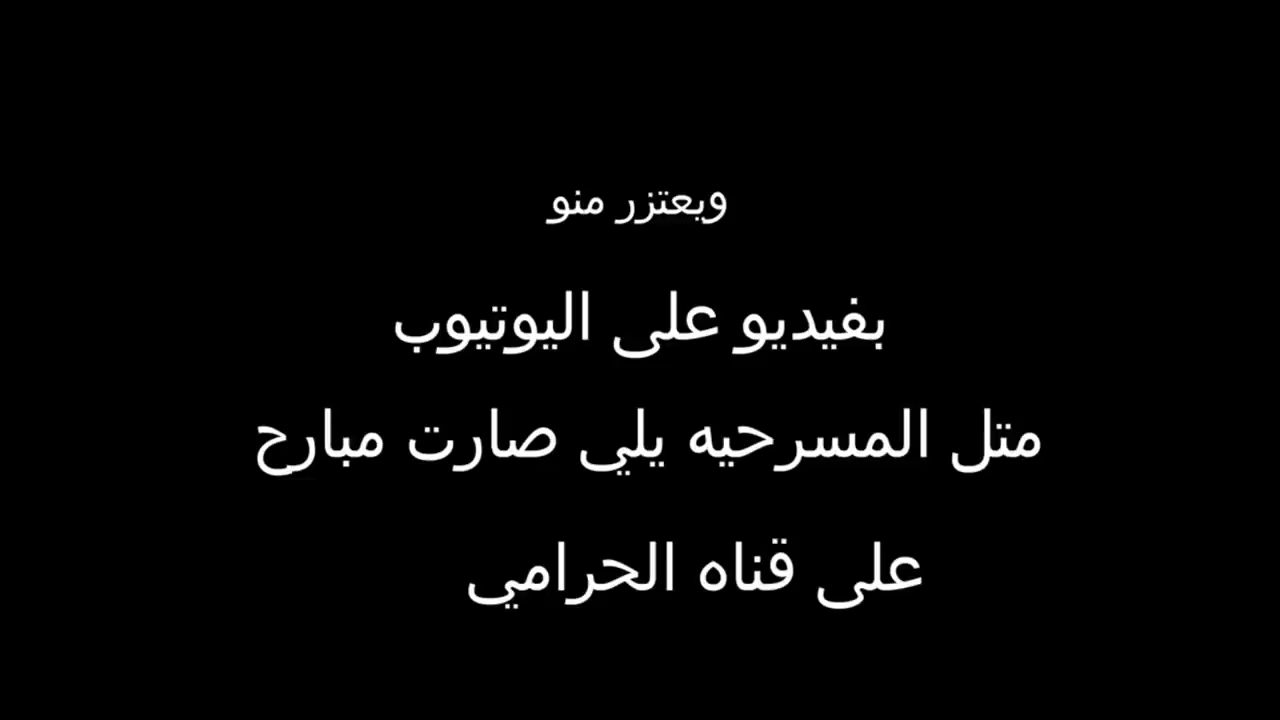 ويعتزر منو
بفيديو على اليوتيوب
متل المسرحيه يلي صارت مبارح
على قناه الحرامي